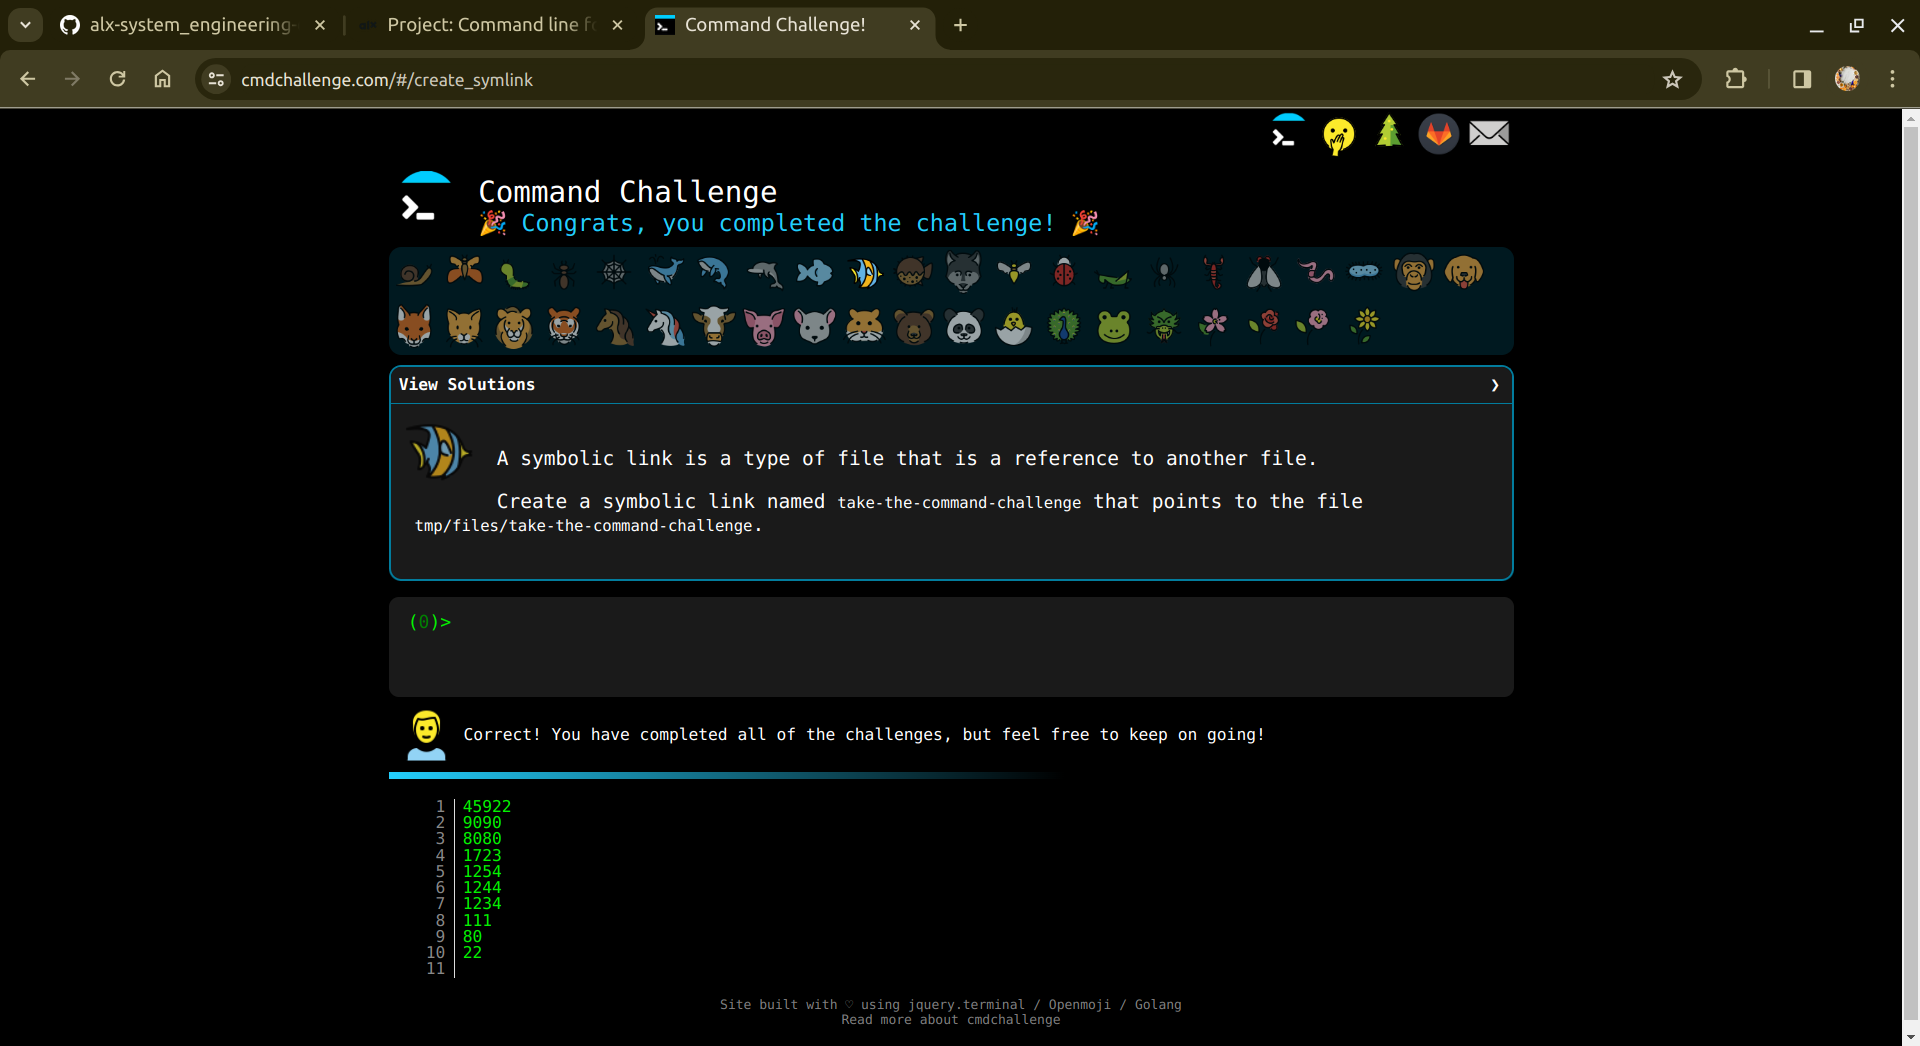 alx-system_engineering-
Project: Command line fo
Command Challenge!
cmdchallenge.com/#/create_symlink
Command Challenge
🎉 Congrats, you completed the challenge! 🎉
View Solutions
A symbolic link is a type of file that is a reference to another file.
Create a symbolic link named take-the-command-challenge that points to the file
tmp/files/take-the-command-challenge.
(0)>
Correct! You have completed all of the challenges, but feel free to keep on going!
1 45922
2 9090
3 8080
4 1723
5 1254
6 1244
7 1234
8 111
9 80
10 22
11
Site built with ♡ using jquery.terminal / Openmoji / Golang
Read more about cmdchallenge